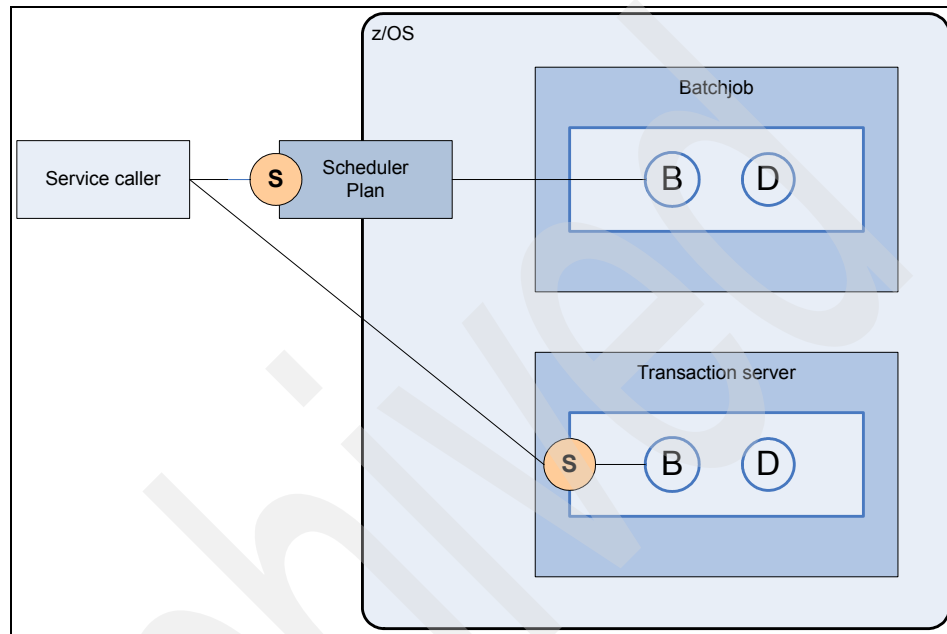 z/OS
Batchjob
Service caller
S
Scheduler
Plan
B
D
Transaction server
S
B
D